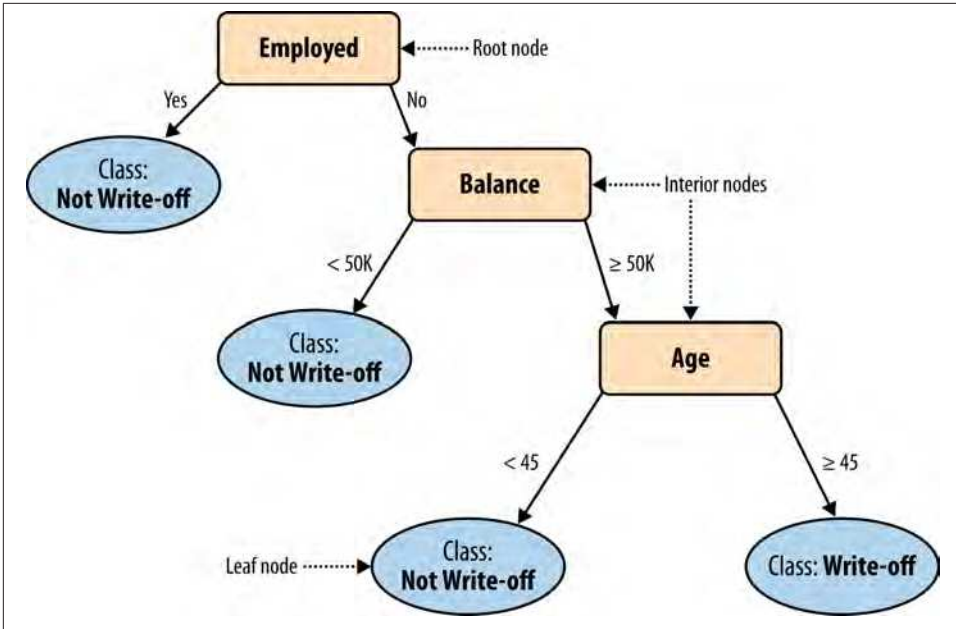 Employed
Root node
Yes
No
Class:
Not Write-off
Balance
Interior nodes
< 50K
≥ 50K
Class:
Not Write-off
Age
< 45
≥ 45
Leaf node
Class:
Not Write-off
Class: Write-off